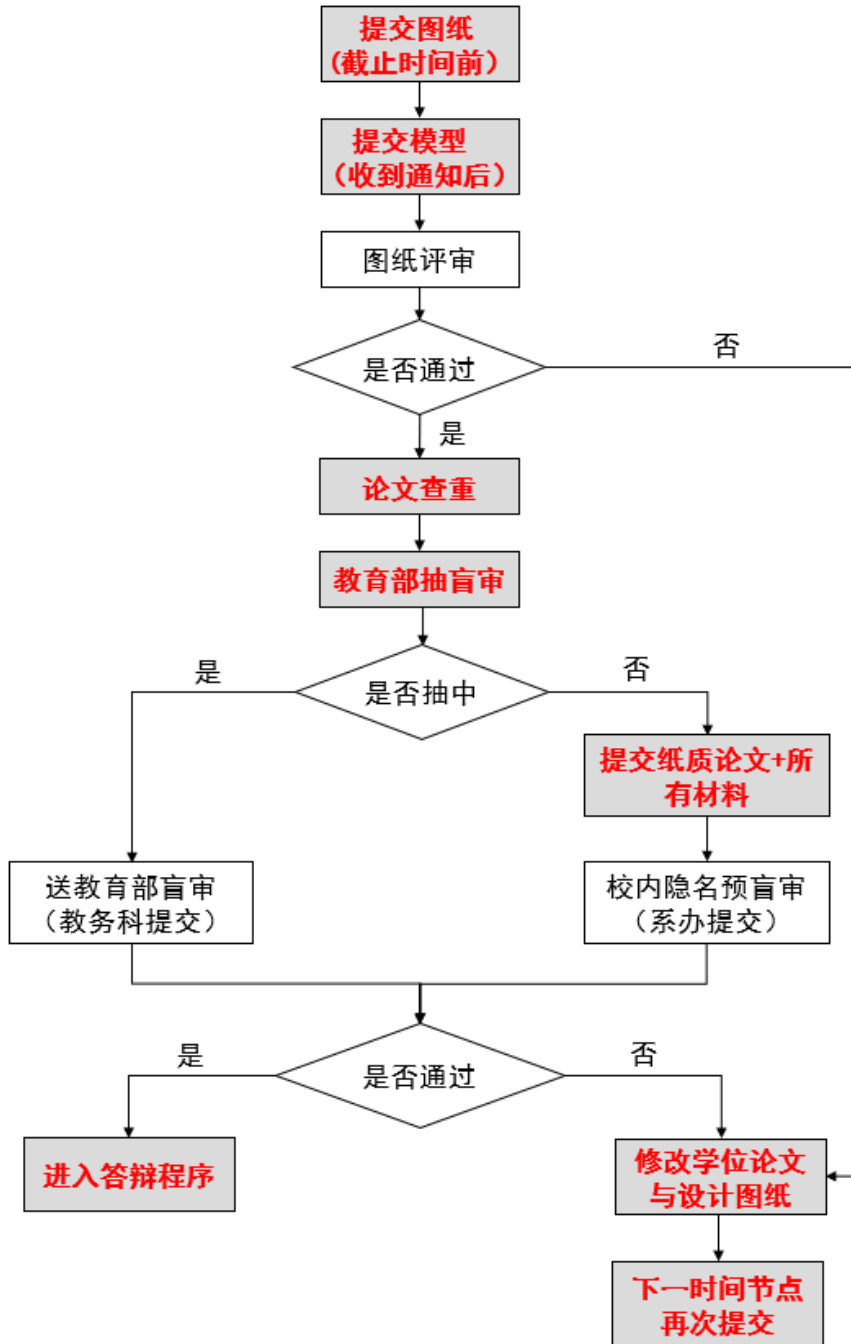 提交图纸
(截止时间前）
提交模型
（收到通知后）
图纸评审
是否通过
否
是
论文查重
教育部抽盲审
是
是否抽中
否
提交纸质论文+所
有材料
送教育部盲审
（教务科提交）
校内隐名预盲审
（系办提交）
是
是否通过
否
进入答辩程序
修改学位论文
与设计图纸
下一时间节点
再次提交